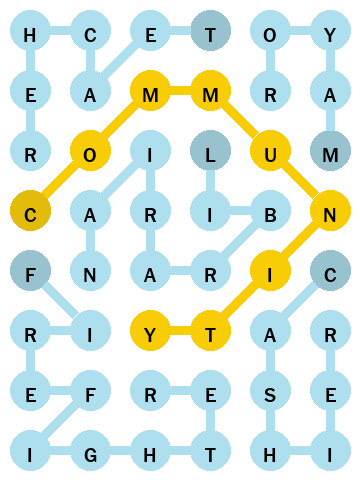 H C E T O Y
E A M M R A
R O I L U M
C A R I B N
F N A R I C
R I Y T A R
E F R E S E
I G H T H I